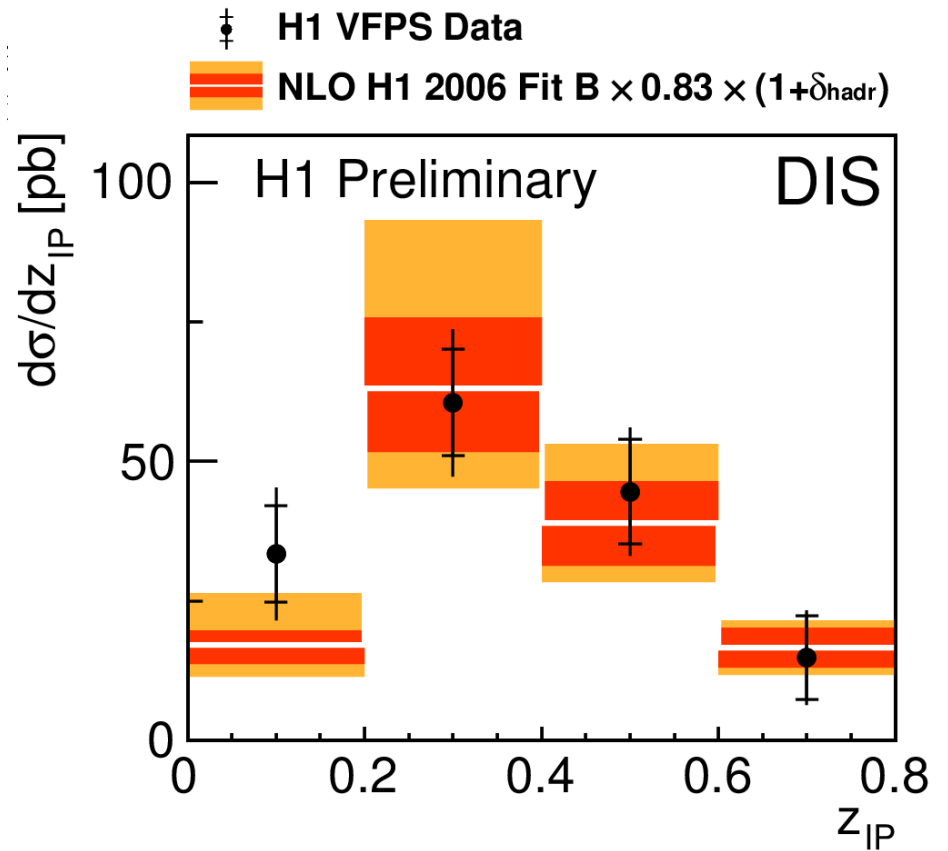 H1 VFPS Data
NLO H1 2006 Fit B × 0.83 × (1+δhadr)
H1 Preliminary
DIS
dσ/dzIP [pb]
100
50
0
0 0.2 0.4 0.6 0.8
zIP